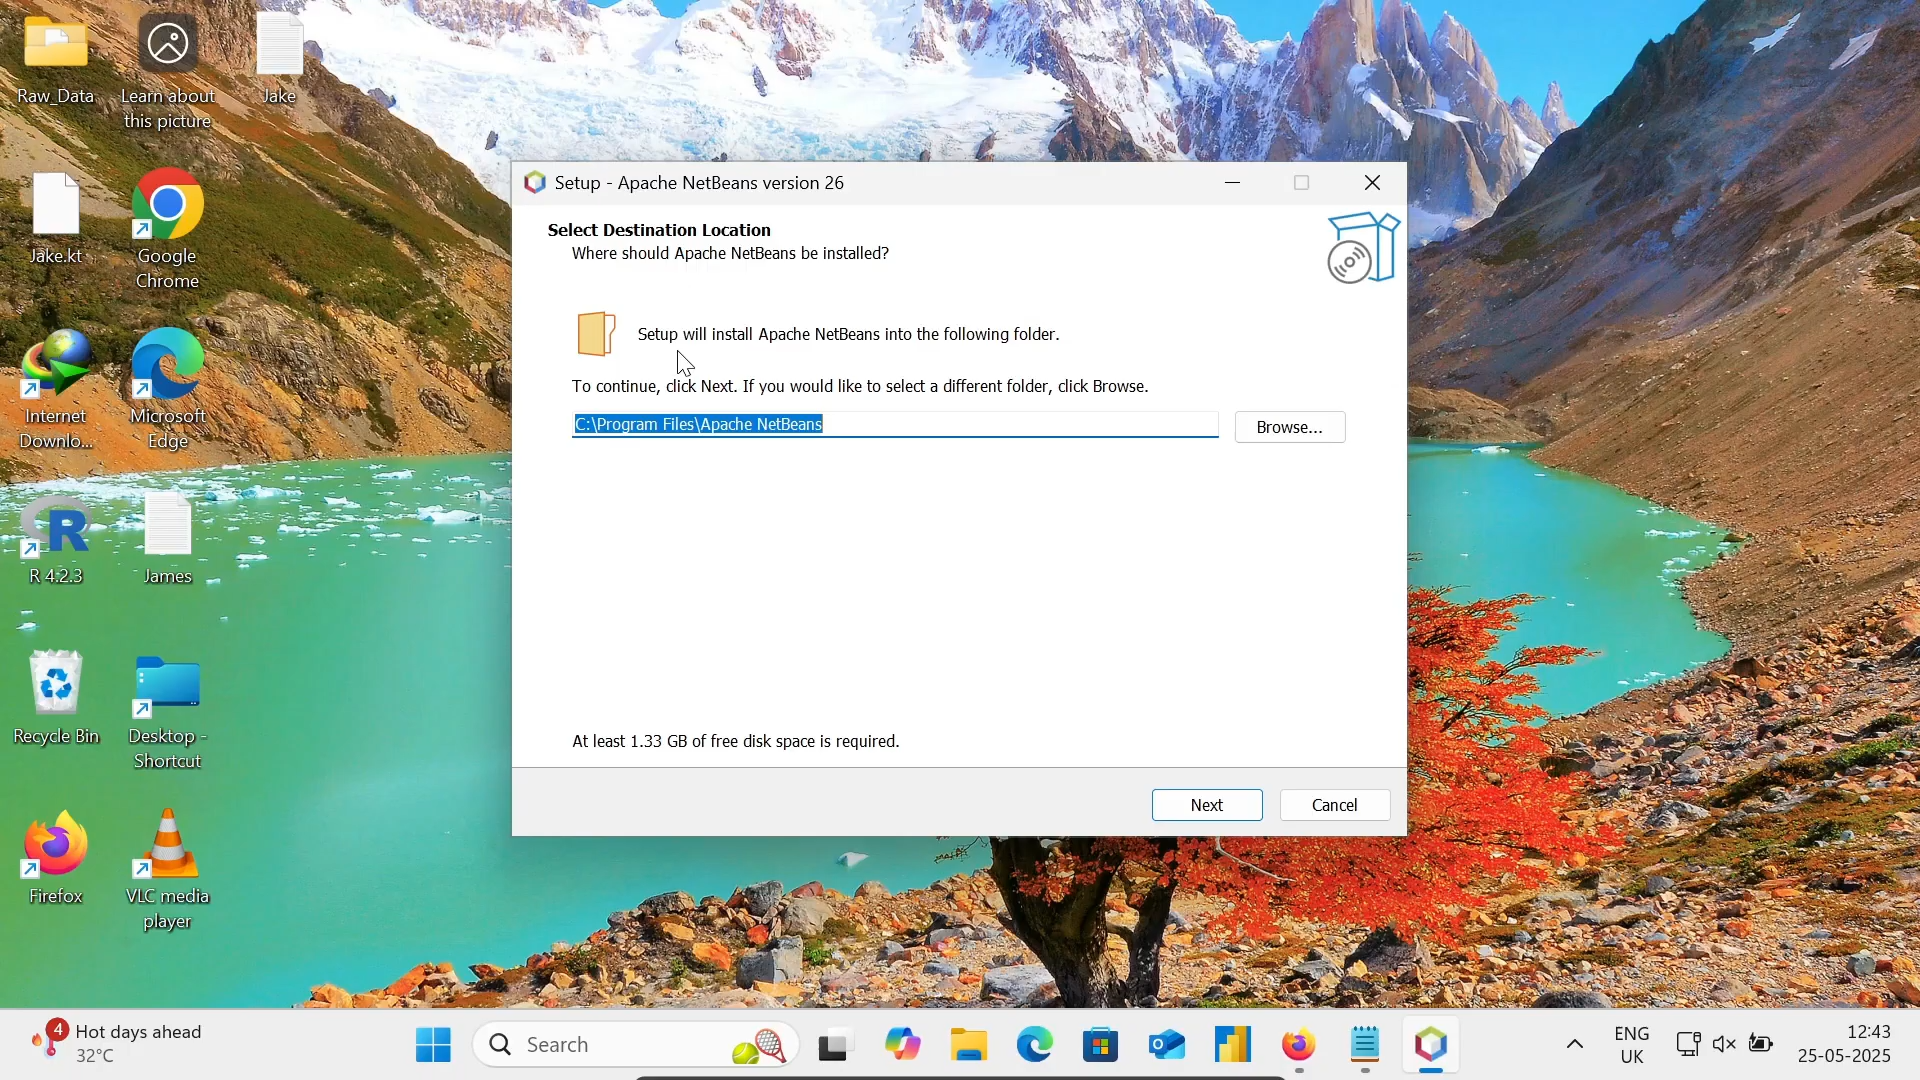 Raw_Data
Learn about
this picture
Jake
Jake.kt
Google
Chrome
Internet
Downlo...
Microsoft
Edge
R 4.2.3
James
Recycle Bin
Desktop -
Shortcut
Firefox
VLC media
player
Setup - Apache NetBeans version 26
Select Destination Location
Where should Apache NetBeans be installed?
Setup will install Apache NetBeans into the following folder.
To continue, click Next. If you would like to select a different folder, click Browse.
C:\Program Files\Apache NetBeans
Browse...
At least 1.33 GB of free disk space is required.
Next
Cancel
4
Hot days ahead
32°C
Search
ENG
UK
12:43
25-05-2025